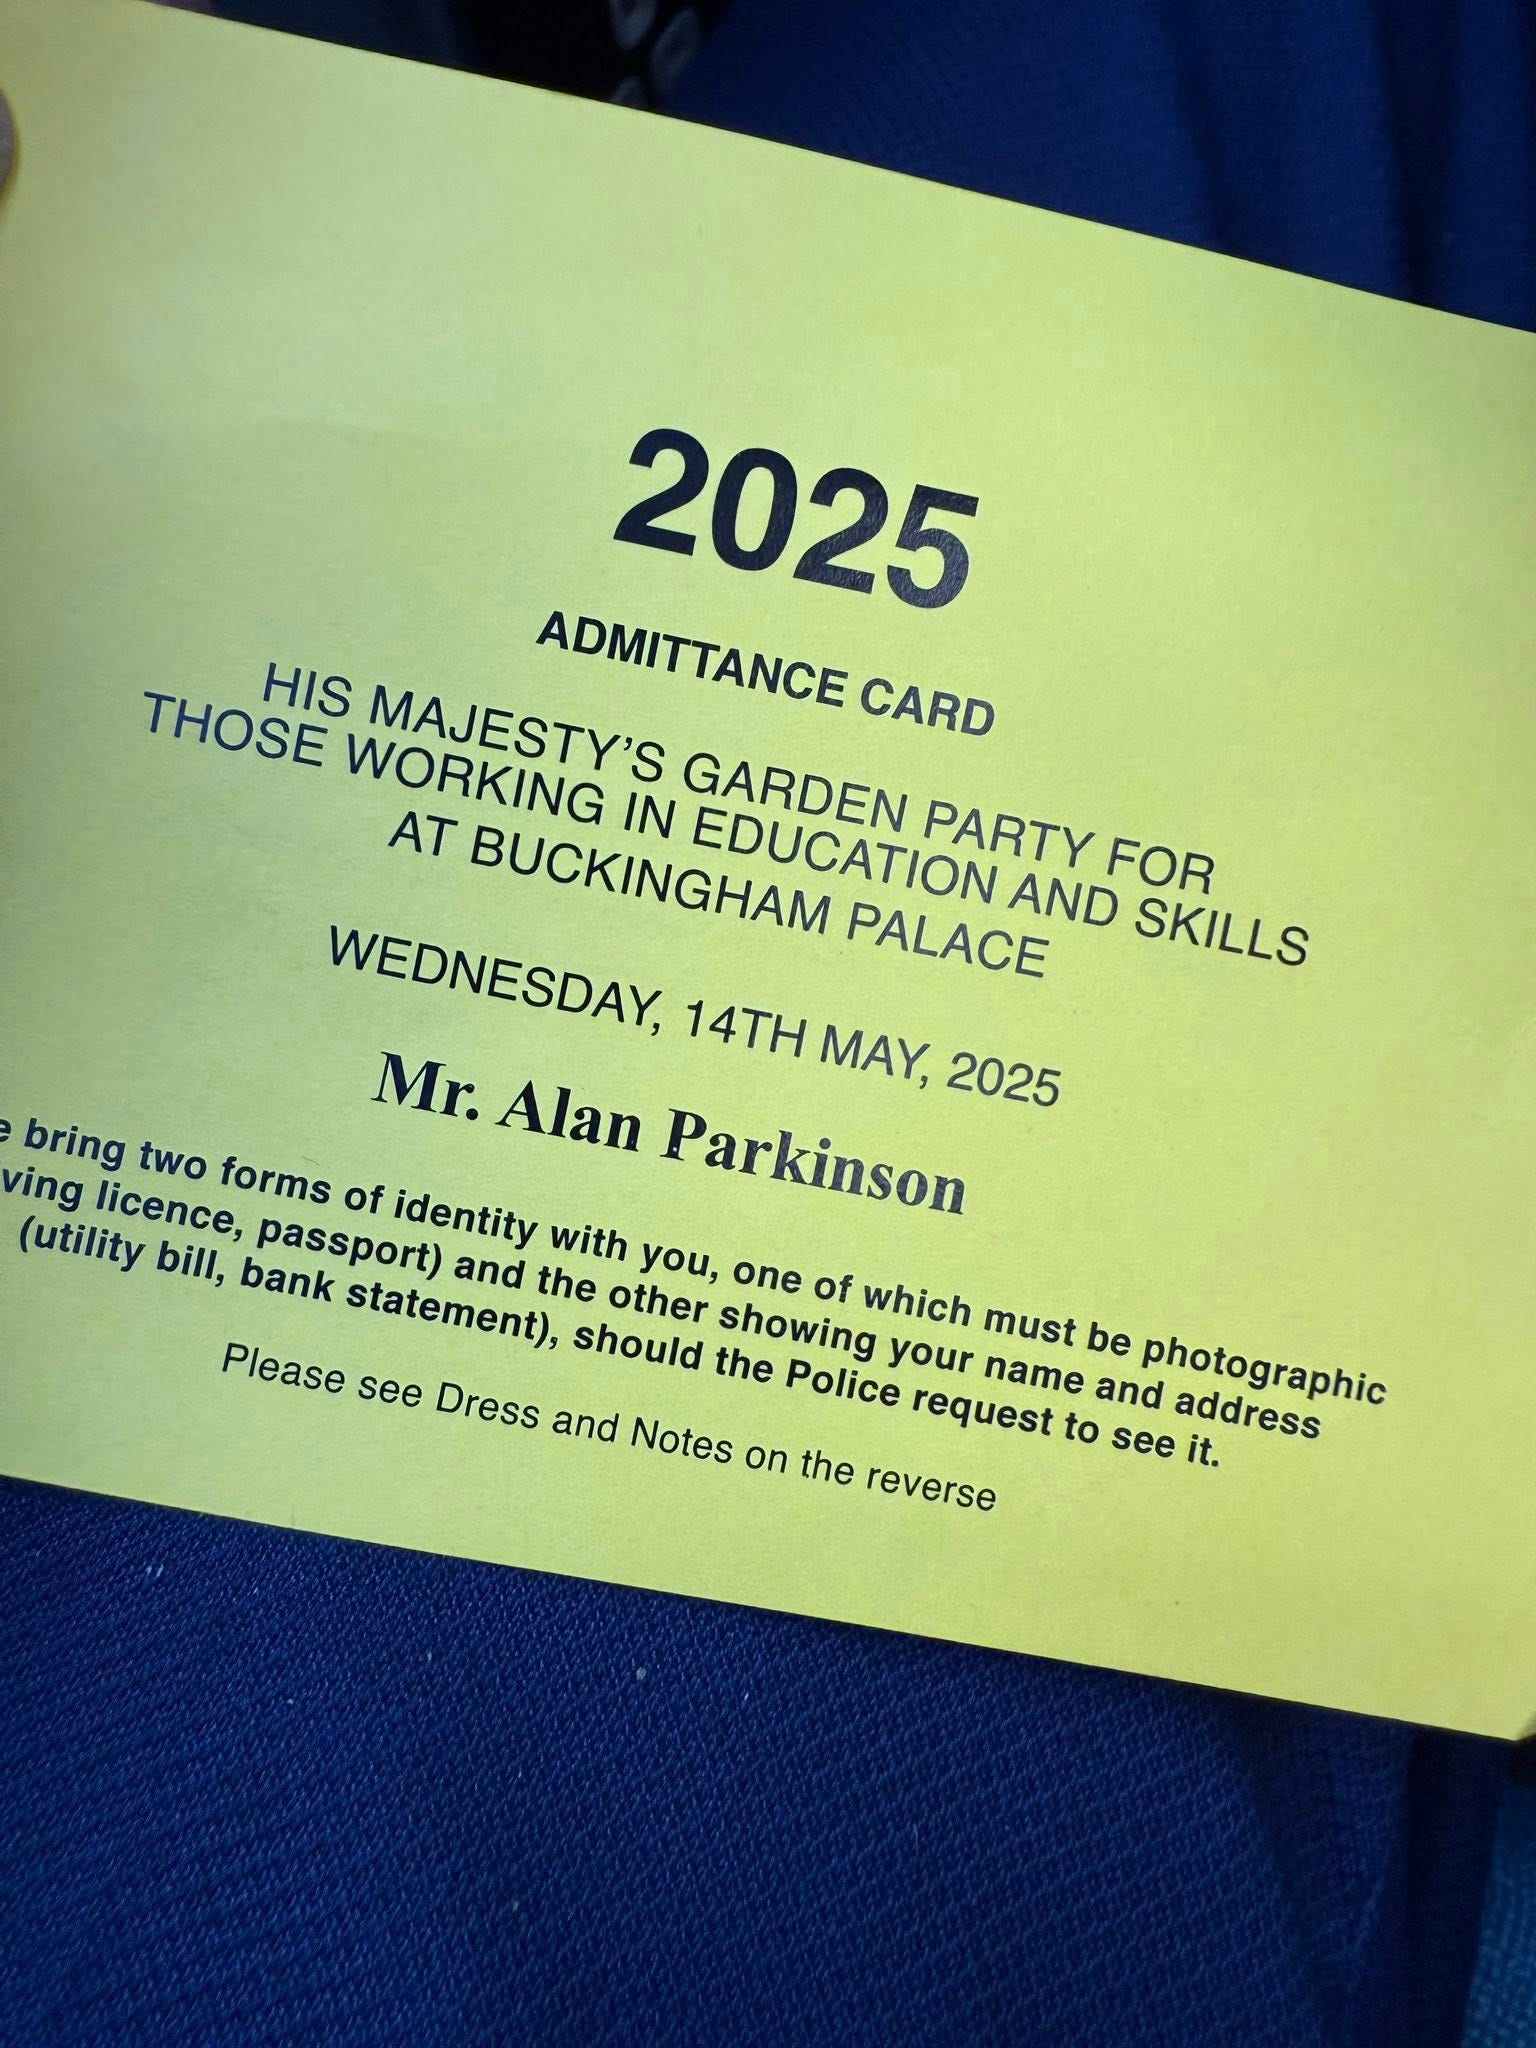 2025
ADMITTANCE CARD
HIS MAJESTY'S GARDEN PARTY FOR
THOSE WORKING IN EDUCATION AND SKILLS
AT BUCKINGHAM PALACE
WEDNESDAY, 14TH MAY, 2025
Mr. Alan Parkinson
e bring two forms of identity with you, one of which must be photographic
ving licence, passport) and the other showing your name and address
(utility bill, bank statement), should the Police request to see it.
Please see Dress and Notes on the reverse